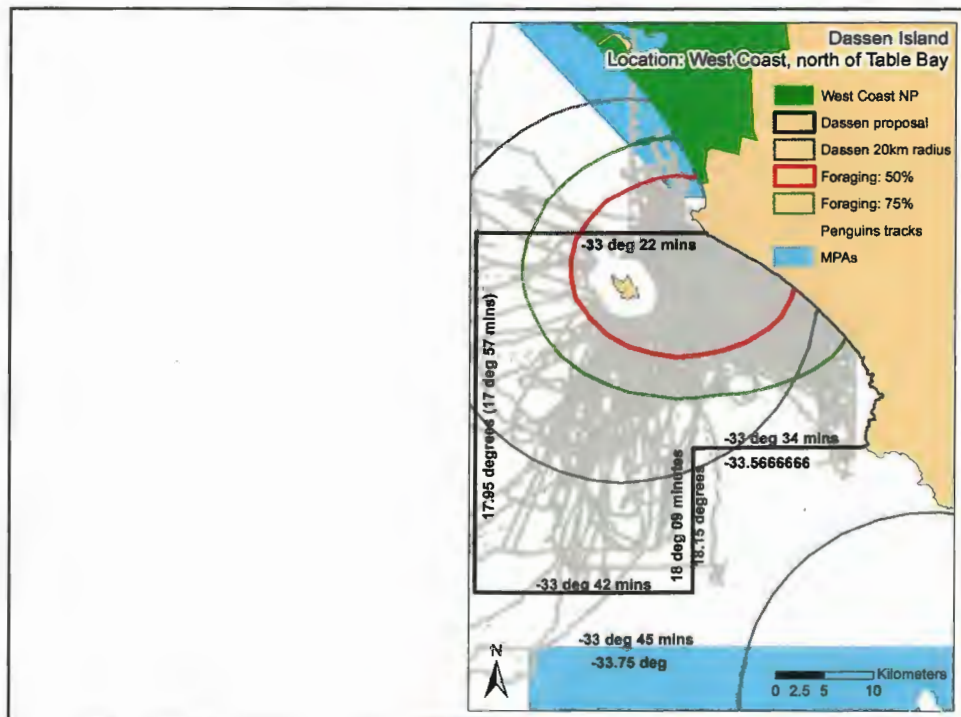 Dassen Island
Location: West Coast, north of Table Bay
West Coast NP
Dassen proposal
Dassen 20km radius
Foraging: 50%
Foraging: 75%
Penguins tracks
MPAs
-33 deg 22 mins
17.95 degrees (17 deg 57 mins)
-33 deg 34 mins
-33.5666666
18 deg 09 minutes
18.15 degrees
-33 deg 42 mins
-33 deg 45 mins
-33.75 deg
N
Kilometers
0 2.5 5 10